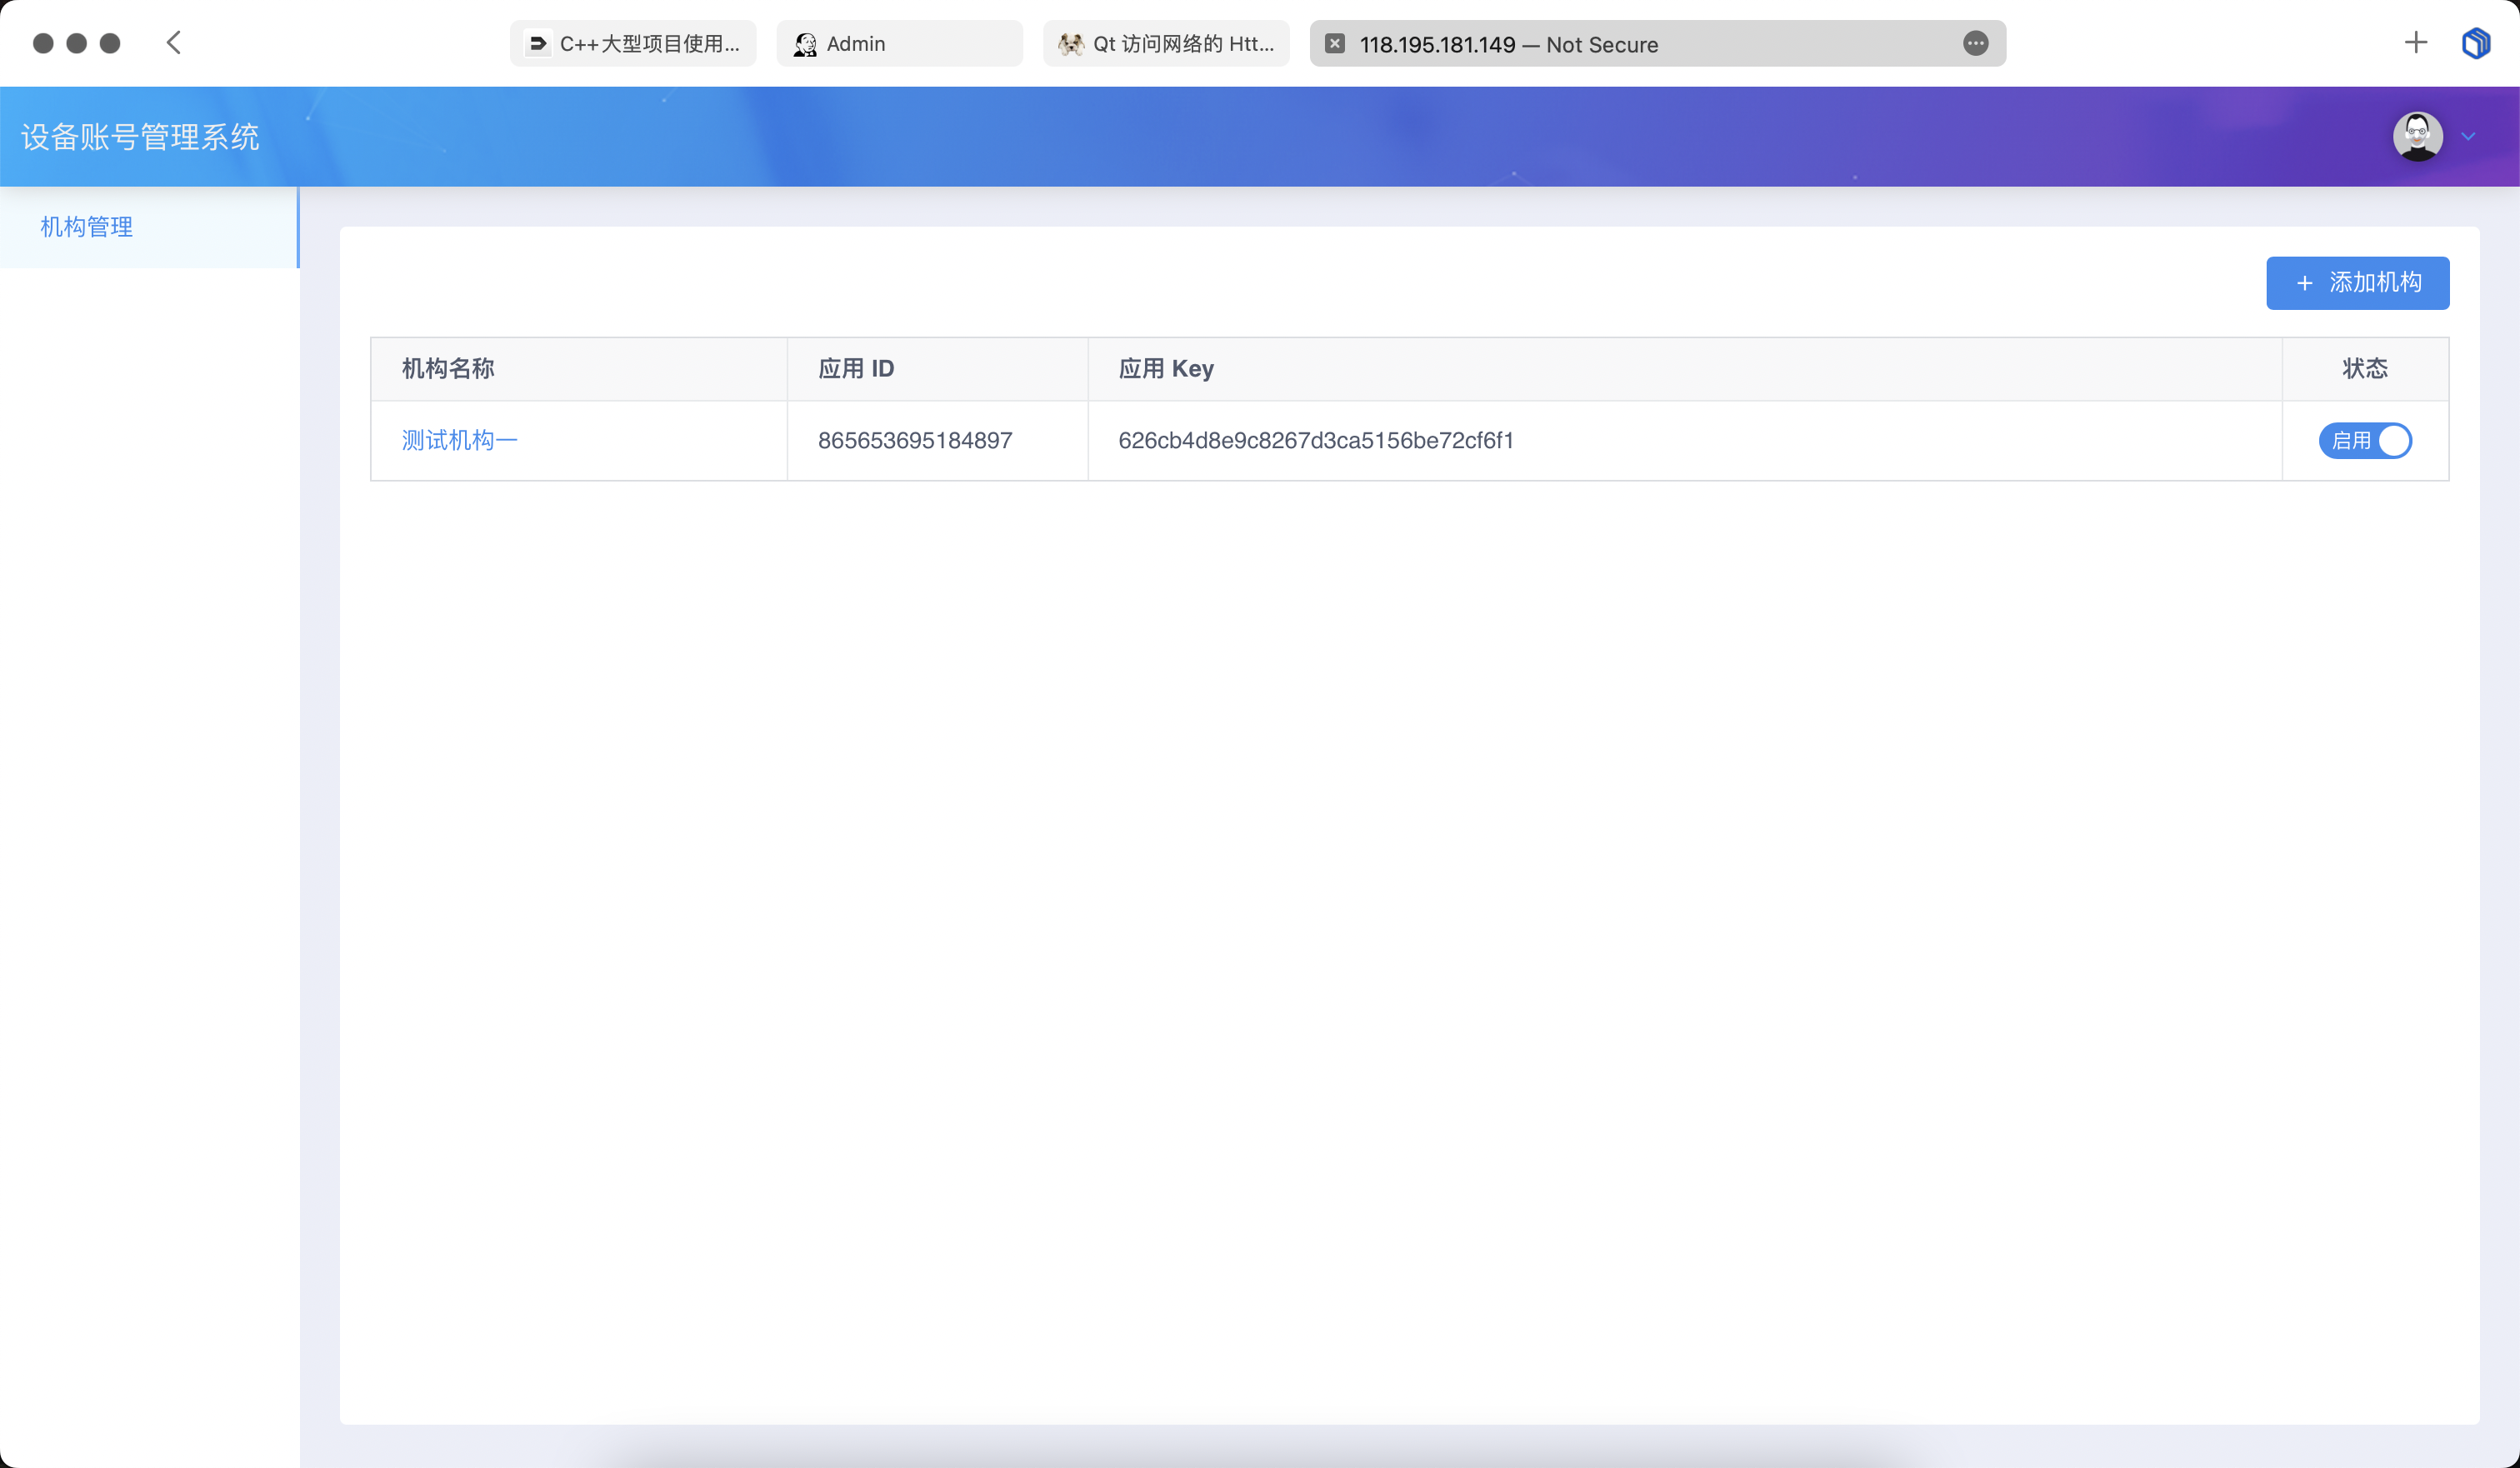 C++大型项目使用...
Admin
Qt 访问网络的 Htt...
118.195.181.149 — Not Secure
设备账号管理系统
机构管理
添加机构
机构名称 应用 ID 应用 Key 状态
测试机构一 865653695184897 626cb4d8e9c8267d3ca5156be72cf6f1 启用